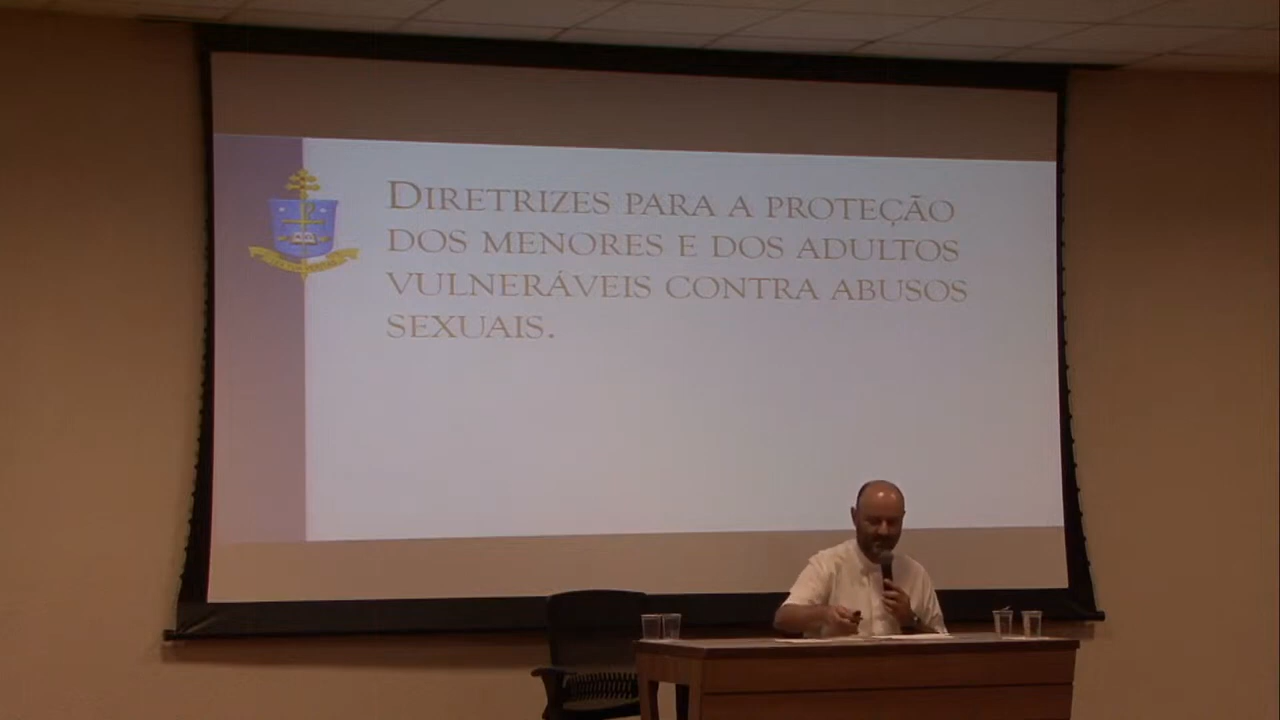 DIRETRIZES PARA A PROTEÇÃO
DOS MENORES E DOS ADULTOS
VULNERÁVEIS CONTRA ABUSOS
SEXUAIS.